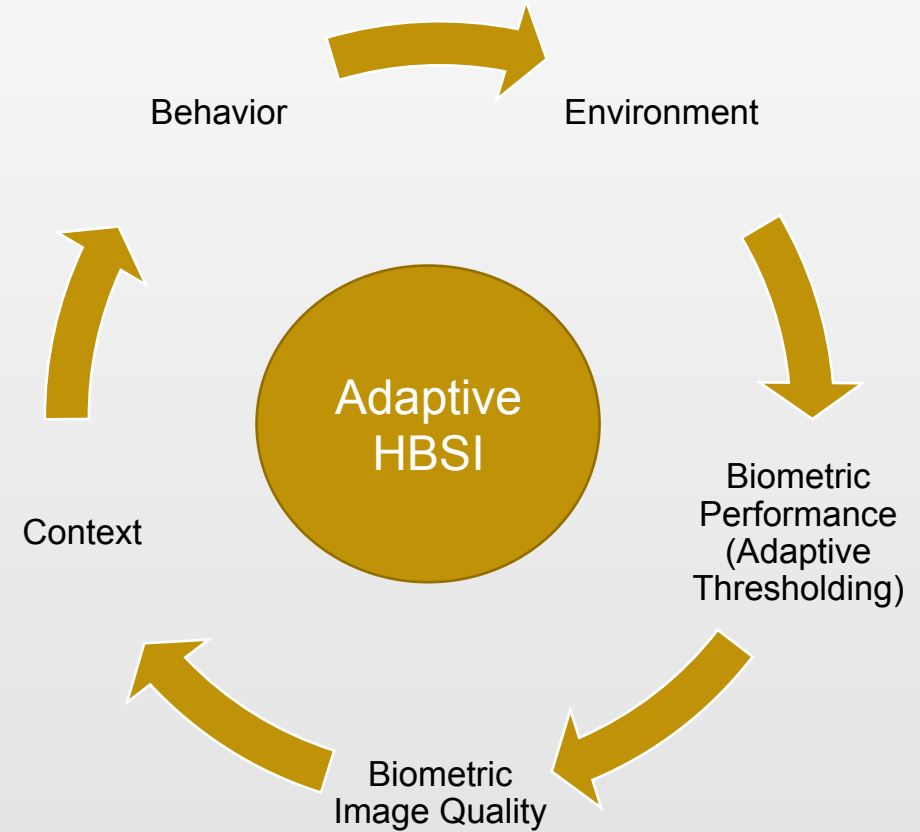 Behavior
Environment
Adaptive
HBSI
Biometric
Performance
(Adaptive
Thresholding)
Context
Biometric
Image Quality